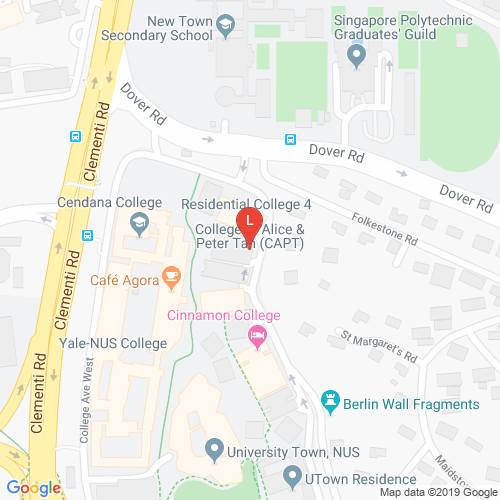 New Town
Secondary School
Singapore Polytechnic
Graduates' Guild
Dover Rd
Clementi Rd
Dover Rd
Dover Rd
Cendana College
Residential College 4
College of Alice &
Peter Tan (CAPT)
L
Folkestone Rd
Clementi Rd
Café Agora
Cinnamon College
Yale-NUS College
St Margaret's Rd
College Ave West
Clementi Rd
Berlin Wall Fragments
University Town, NUS
UTown Residence
Google
Map data ©2019 Google